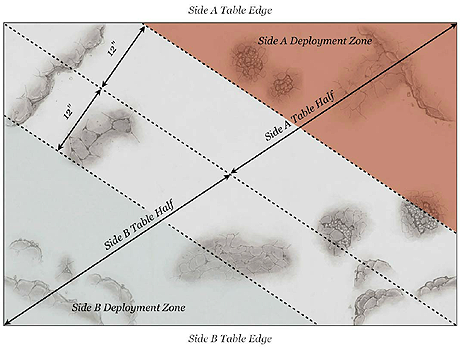 Side A Table Edge
Side A Deployment Zone
12"
12"
Side A Table Half
Side B Table Half
Side B Deployment Zone
Side B Table Edge